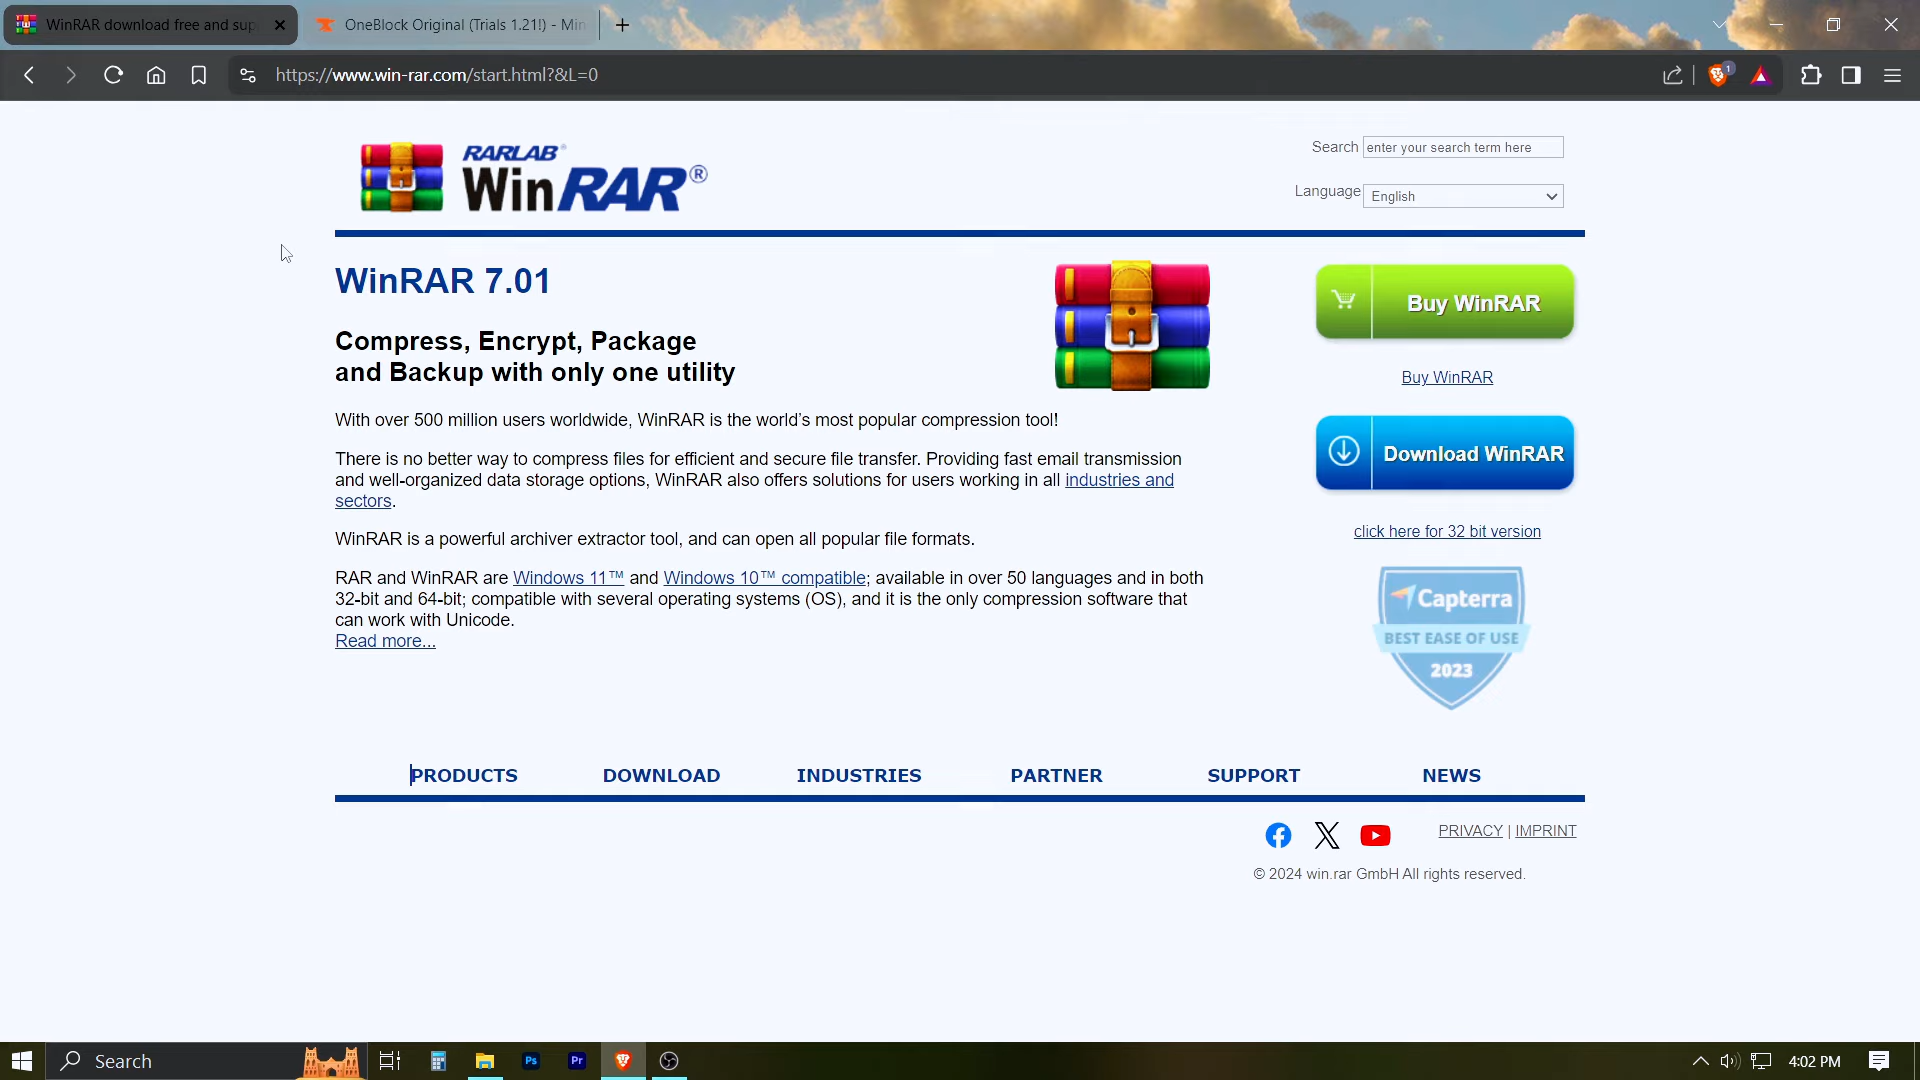 WinRAR download free and sup
OneBlock Original (Trials 1.21!) - Min
https://www.win-rar.com/start.html?&L=0
1
RARLAB®
WinRAR®
Search
enter your search term here
Language
English
WinRAR 7.01
Compress, Encrypt, Package
and Backup with only one utility
With over 500 million users worldwide, WinRAR is the world’s most popular compression tool!
There is no better way to compress files for efficient and secure file transfer. Providing fast email transmission
and well-organized data storage options, WinRAR also offers solutions for users working in all industries and
sectors.
WinRAR is a powerful archiver extractor tool, and can open all popular file formats.
RAR and WinRAR are Windows 11™ and Windows 10™ compatible; available in over 50 languages and in both
32-bit and 64-bit; compatible with several operating systems (OS), and it is the only compression software that
can work with Unicode.
Read more...
Buy WinRAR
Buy WinRAR
Download WinRAR
click here for 32 bit version
Capterra
BEST EASE OF USE
2023
PRODUCTS
DOWNLOAD
INDUSTRIES
PARTNER
SUPPORT
NEWS
PRIVACY | IMPRINT
© 2024 win.rar GmbH All rights reserved.
Search
Ps
Pr
4:02 PM